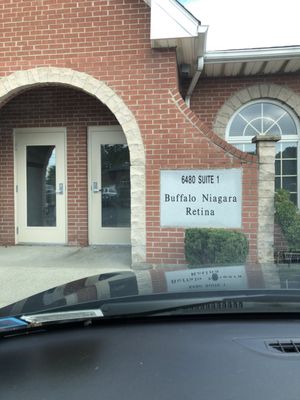 6480 SUITE 1
Buffalo Niagara
Retina